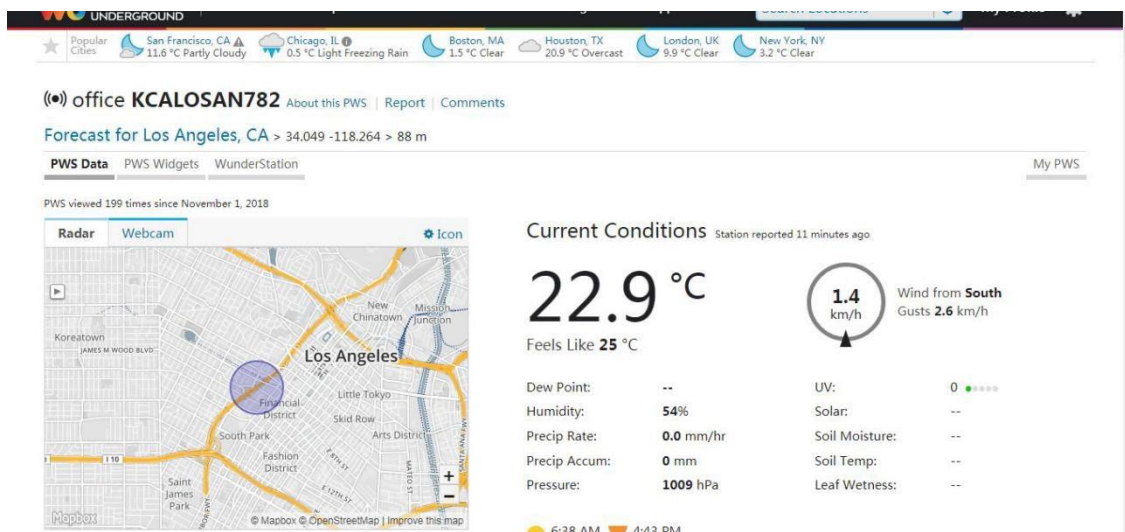 UNDERGROUND
Popular Cities
San Francisco, CA
11.6 °C Partly Cloudy
Chicago, IL
0.5 °C Light Freezing Rain
Boston, MA
1.5 °C Clear
Houston, TX
20.9 °C Overcast
London, UK
9.9 °C Clear
New York, NY
3.2 °C Clear
office KCALOSAN782 About this PWS | Report | Comments
Forecast for Los Angeles, CA > 34.049 -118.264 > 88 m
PWS Data PWS Widgets WunderStation My PWS
PWS viewed 199 times since November 1, 2018
Radar Webcam Icon
Koreatown
JAMES M WOOD BLVD
New Chinatown
Mission Junction
Los Angeles
Little Tokyo
Financial District
Skid Row
South Park
Arts District
Fashion District
E 8TH ST
E 12TH ST
MATEO ST
I 10
Saint James Park
+
−
Mapbox
© Mapbox © OpenStreetMap | Improve this map
Current Conditions Station reported 11 minutes ago
22.9 °C
Feels Like 25 °C
1.4 km/h
Wind from South
Gusts 2.6 km/h
Dew Point: --
Humidity: 54%
Precip Rate: 0.0 mm/hr
Precip Accum: 0 mm
Pressure: 1009 hPa
UV: 0
Solar: --
Soil Moisture: --
Soil Temp: --
Leaf Wetness: --
6:38 AM 4:43 PM